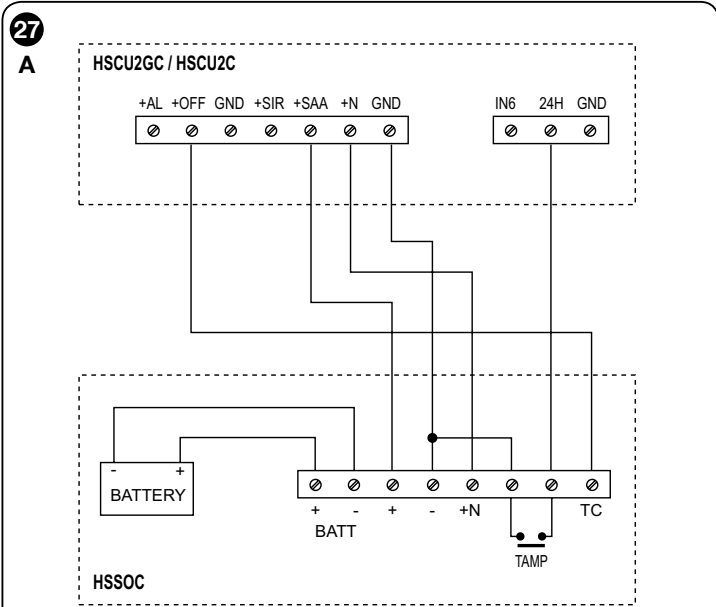 27
A
HSCU2GC / HSCU2C
+AL +OFF GND +SIR +SAA +N GND IN6 24H GND
- +
BATTERY
+ - + - +N TC
BATT
TAMP
HSSOC